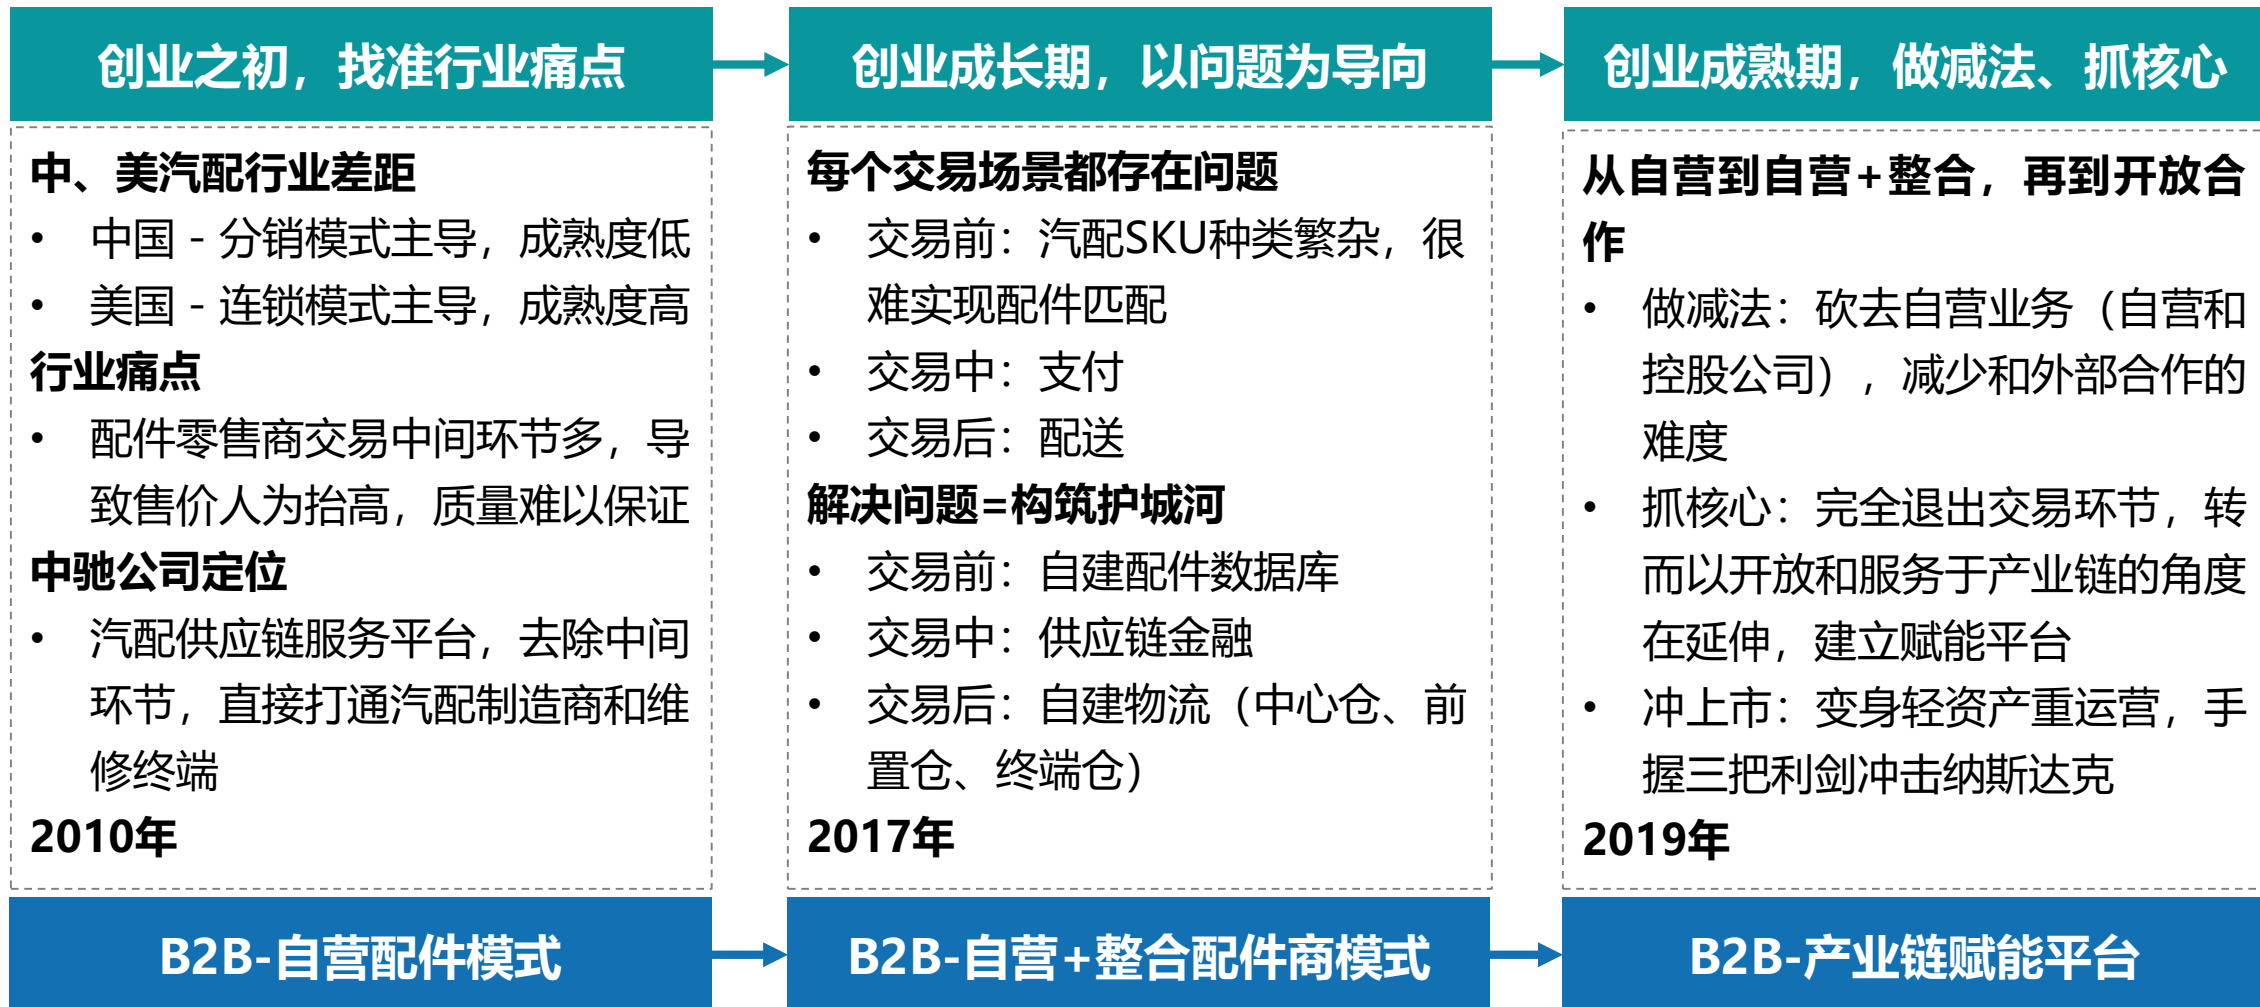 创业之初，找准行业痛点
中、美汽配行业差距
• 中国 - 分销模式主导，成熟度低
• 美国 - 连锁模式主导，成熟度高
行业痛点
• 配件零售商交易中间环节多，导
致售价人为抬高，质量难以保证
中驰公司定位
• 汽配供应链服务平台，去除中间
环节，直接打通汽配制造商和维
修终端
2010年
B2B-自营配件模式
创业成长期，以问题为导向
每个交易场景都存在问题
• 交易前：汽配SKU种类繁杂，很
难实现配件匹配
• 交易中：支付
• 交易后：配送
解决问题=构筑护城河
• 交易前：自建配件数据库
• 交易中：供应链金融
• 交易后：自建物流（中心仓、前
置仓、终端仓）
2017年
B2B-自营+整合配件商模式
创业成熟期，做减法、抓核心
从自营到自营+整合，再到开放合
作
• 做减法：砍去自营业务（自营和
控股公司），减少和外部合作的
难度
• 抓核心：完全退出交易环节，转
而以开放和服务于产业链的角度
在延伸，建立赋能平台
• 冲上市：变身轻资产重运营，手
握三把利剑冲击纳斯达克
2019年
B2B-产业链赋能平台